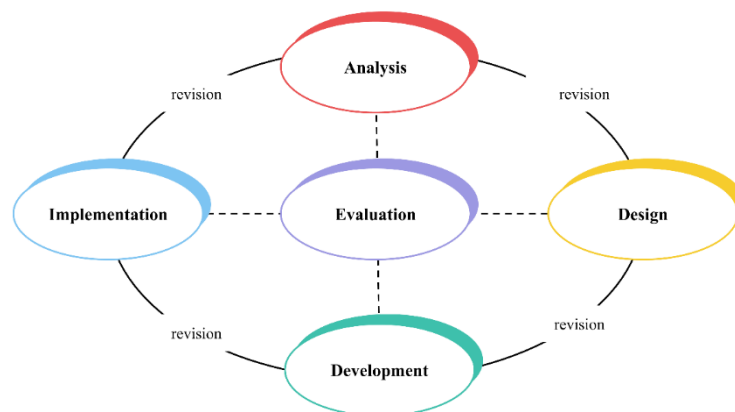 Analysis
revision
revision
Implementation
Evaluation
Design
revision
revision
Development